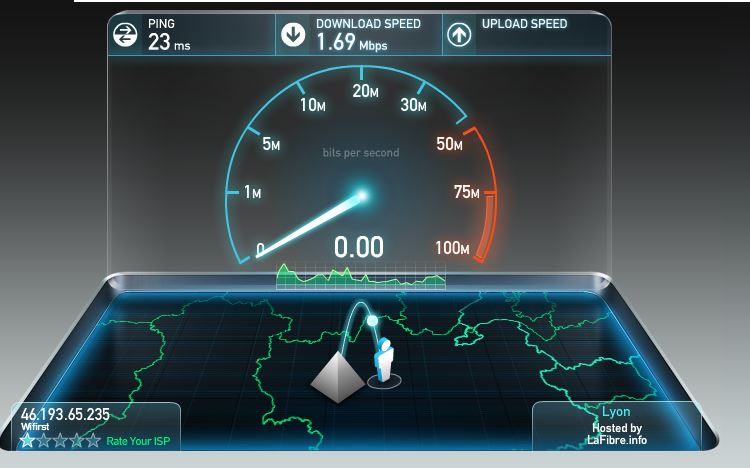 PING
23 ms
DOWNLOAD SPEED
1.69 Mbps
UPLOAD SPEED
20M
10M
30M
5M
50M
bits per second
1M
75M
0
0.00
100M
46.193.65.235
Wifirst
Rate Your ISP
Lyon
Hosted by
LaFibre.info